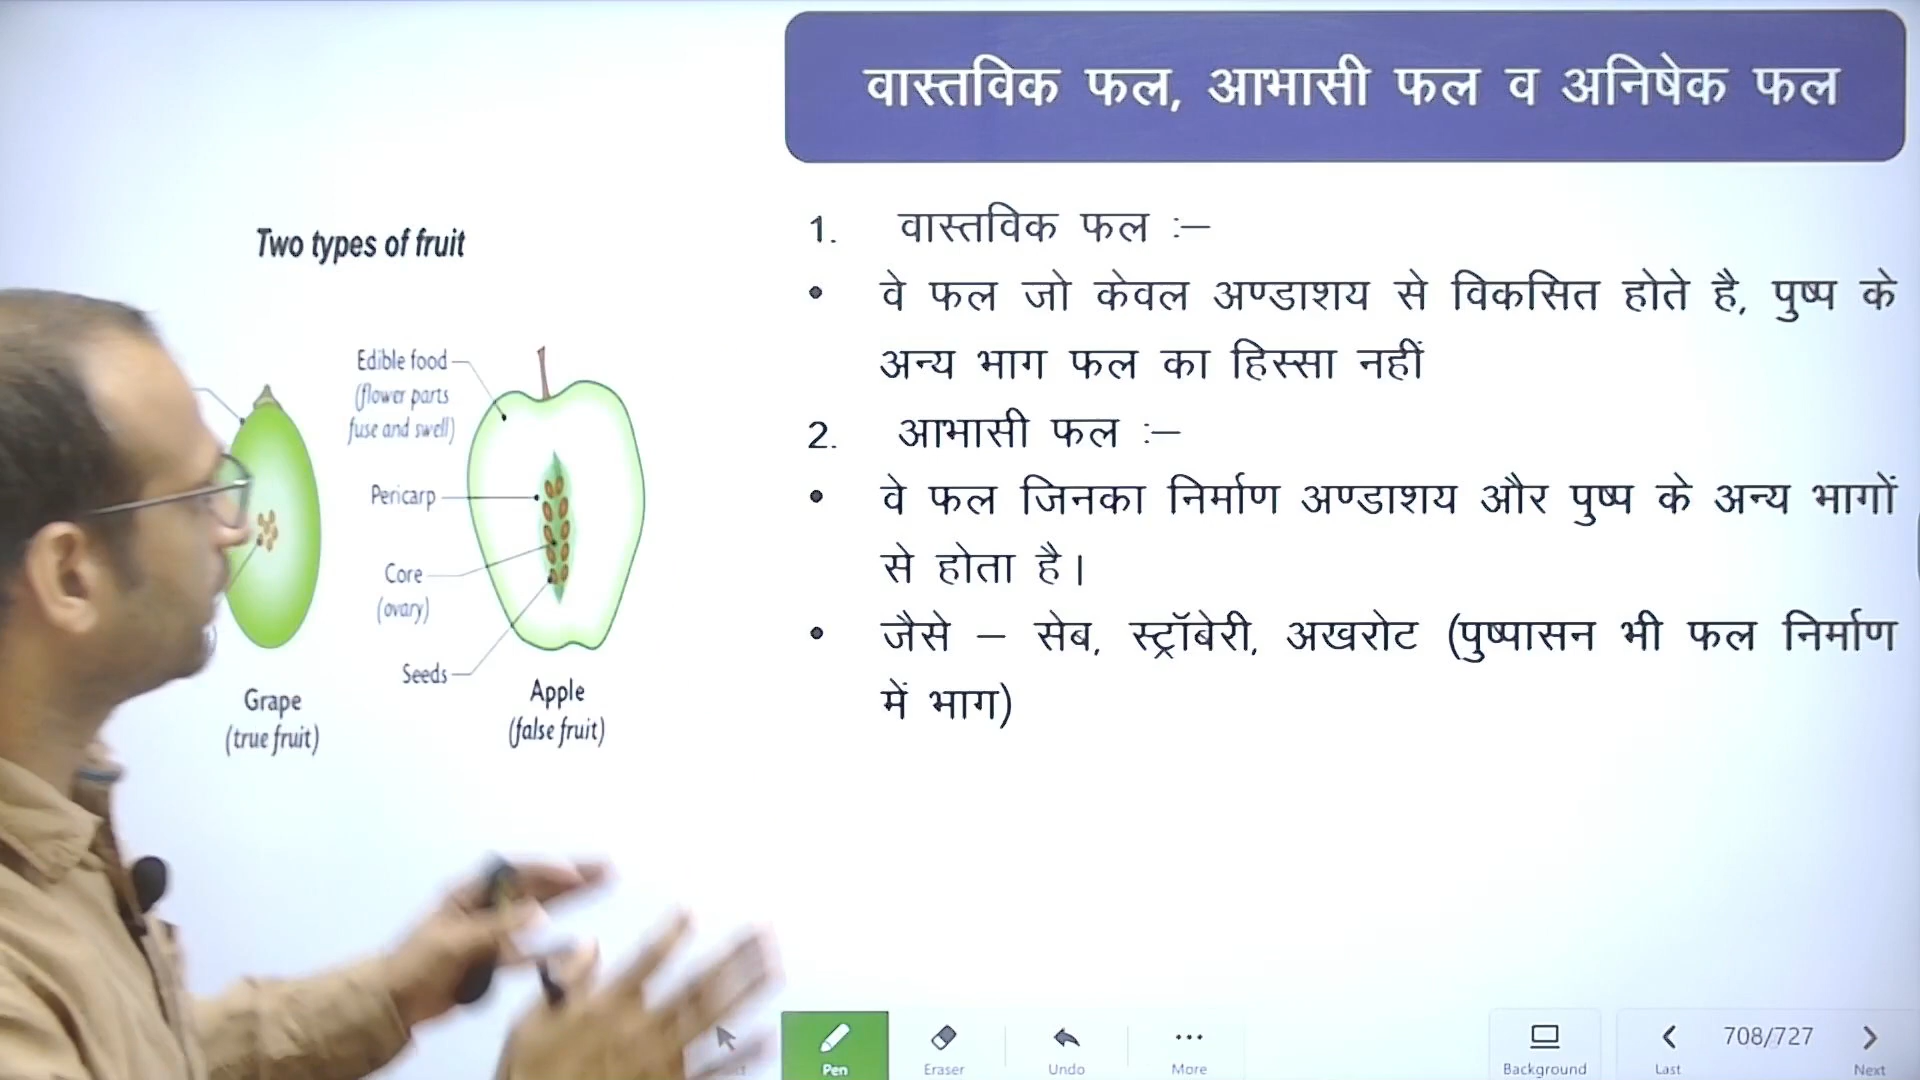 वास्तविक फल, आभासी फल व अनिषेक फल
Two types of fruit
Edible food
(flower parts
fuse and swell)
Pericarp
Core
(ovary)
Seeds
Grape
(true fruit)
Apple
(false fruit)
1. वास्तविक फल :–
• वे फल जो केवल अण्डाशय से विकसित होते है, पुष्प के
अन्य भाग फल का हिस्सा नहीं
2. आभासी फल :–
• वे फल जिनका निर्माण अण्डाशय और पुष्प के अन्य भागों
से होता है।
• जैसे – सेब, स्ट्रॉबेरी, अखरोट (पुष्पासन भी फल निर्माण
में भाग)
Pen
Eraser
Undo
More
Background
Last
708/727
Next